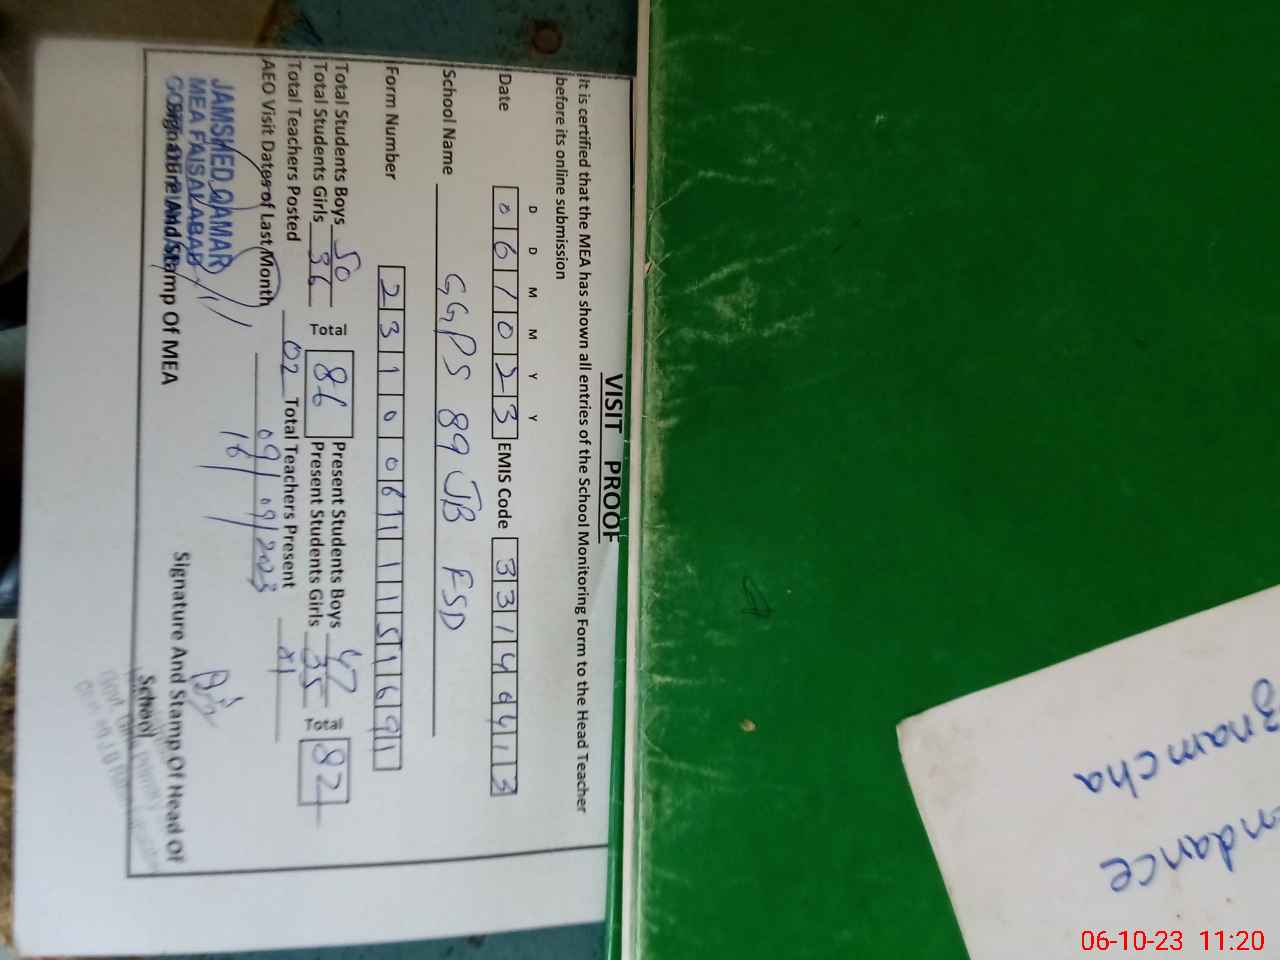 VISIT PROOF
It is certified that the MEA has shown all entries of the School Monitoring Form to the Head Teacher
before its online submission
D D M M Y Y
Date 0 6 1 0 2 3 EMIS Code 3 3 1 4 0 4 1 3
School Name GGPS 89 JB FSD
Form Number 2 3 1 0 0 6 1 1 1 5 1 6 9 1
Total Students Boys 50 Total 86 Present Students Boys 47 Total 82
Total Students Girls 36 Present Students Girls 35
Total Teachers Posted 02 Total Teachers Present 01
AEO Visit Dates of Last Month 09/09/2023
16
JAMSHED QAMAR
MEA FAISALABAD
Signature And Stamp Of MEA
Signature And Stamp Of Head Of
School
namcha
ndance
06-10-23 11:20